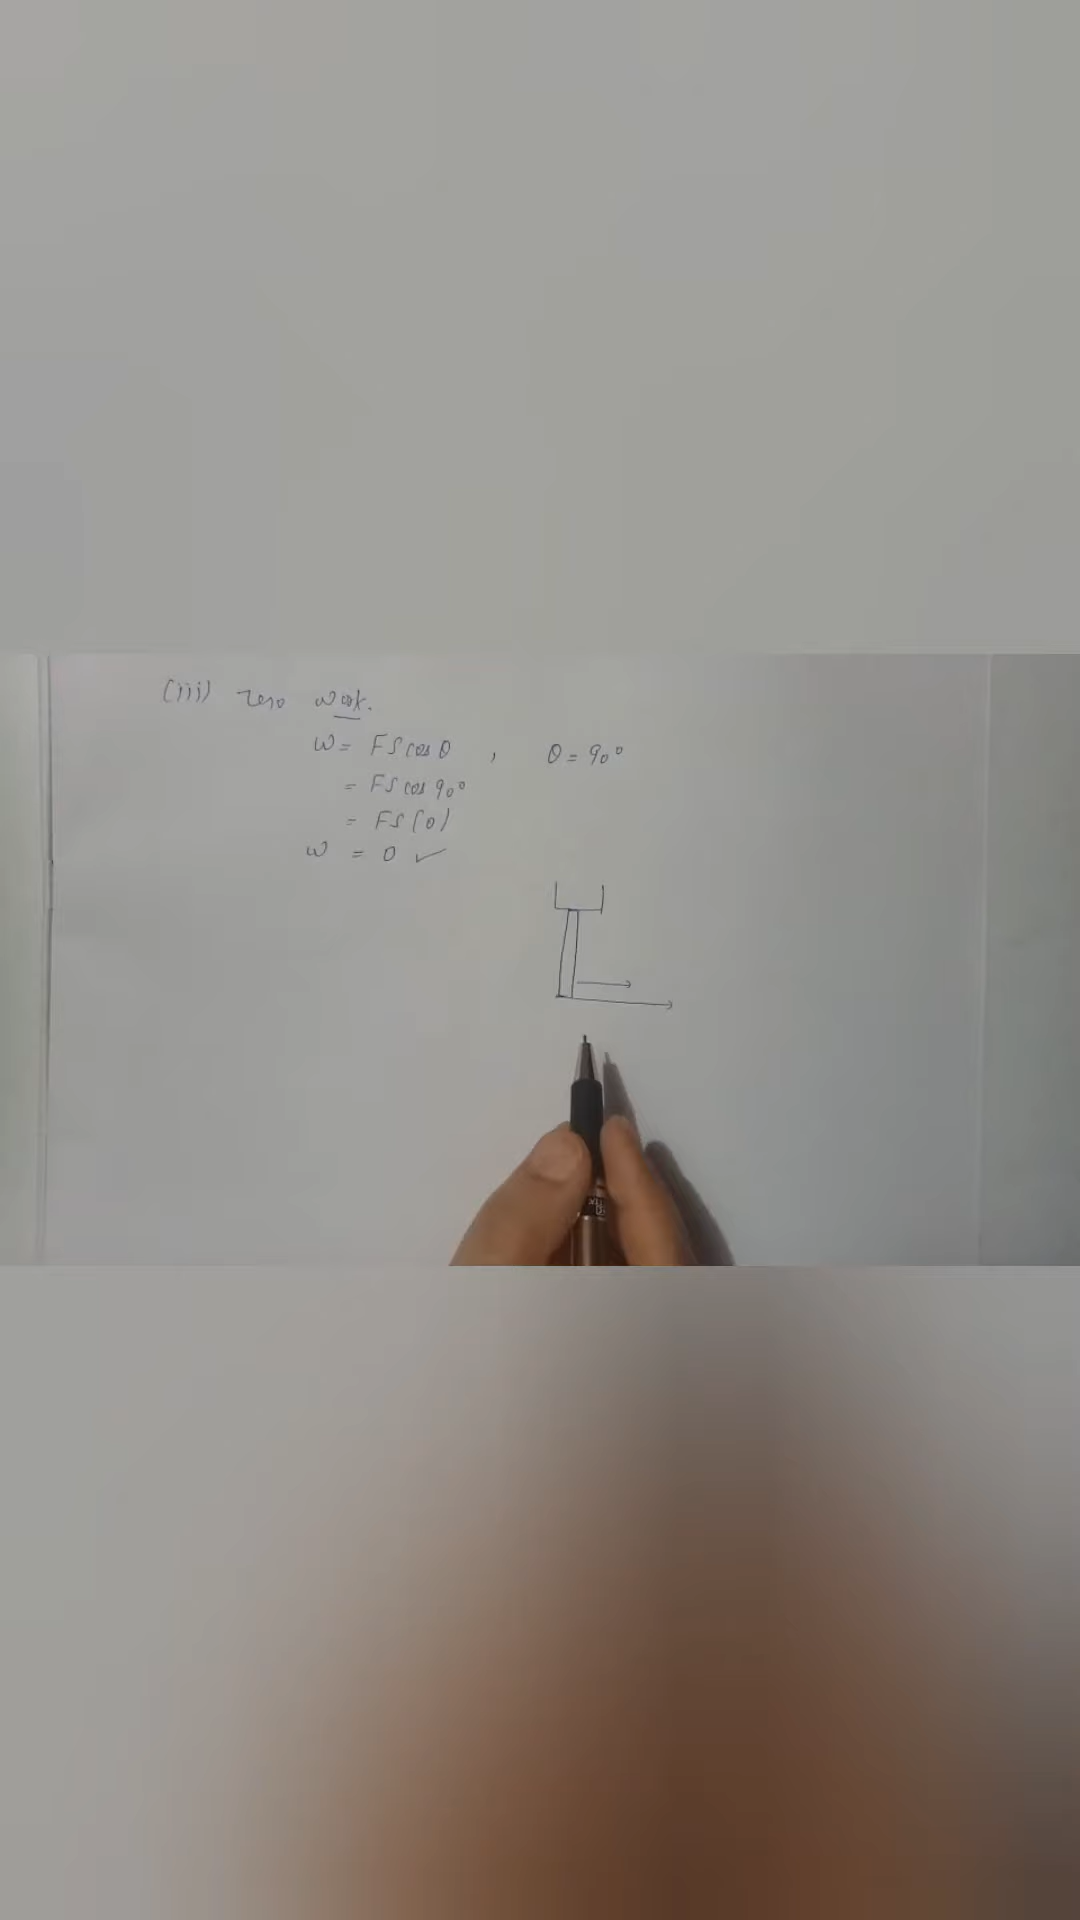 (iii) zero work.
W = FS cos θ , θ = 90°
= FS cos 90°
= FS (0)
W = 0 ✓